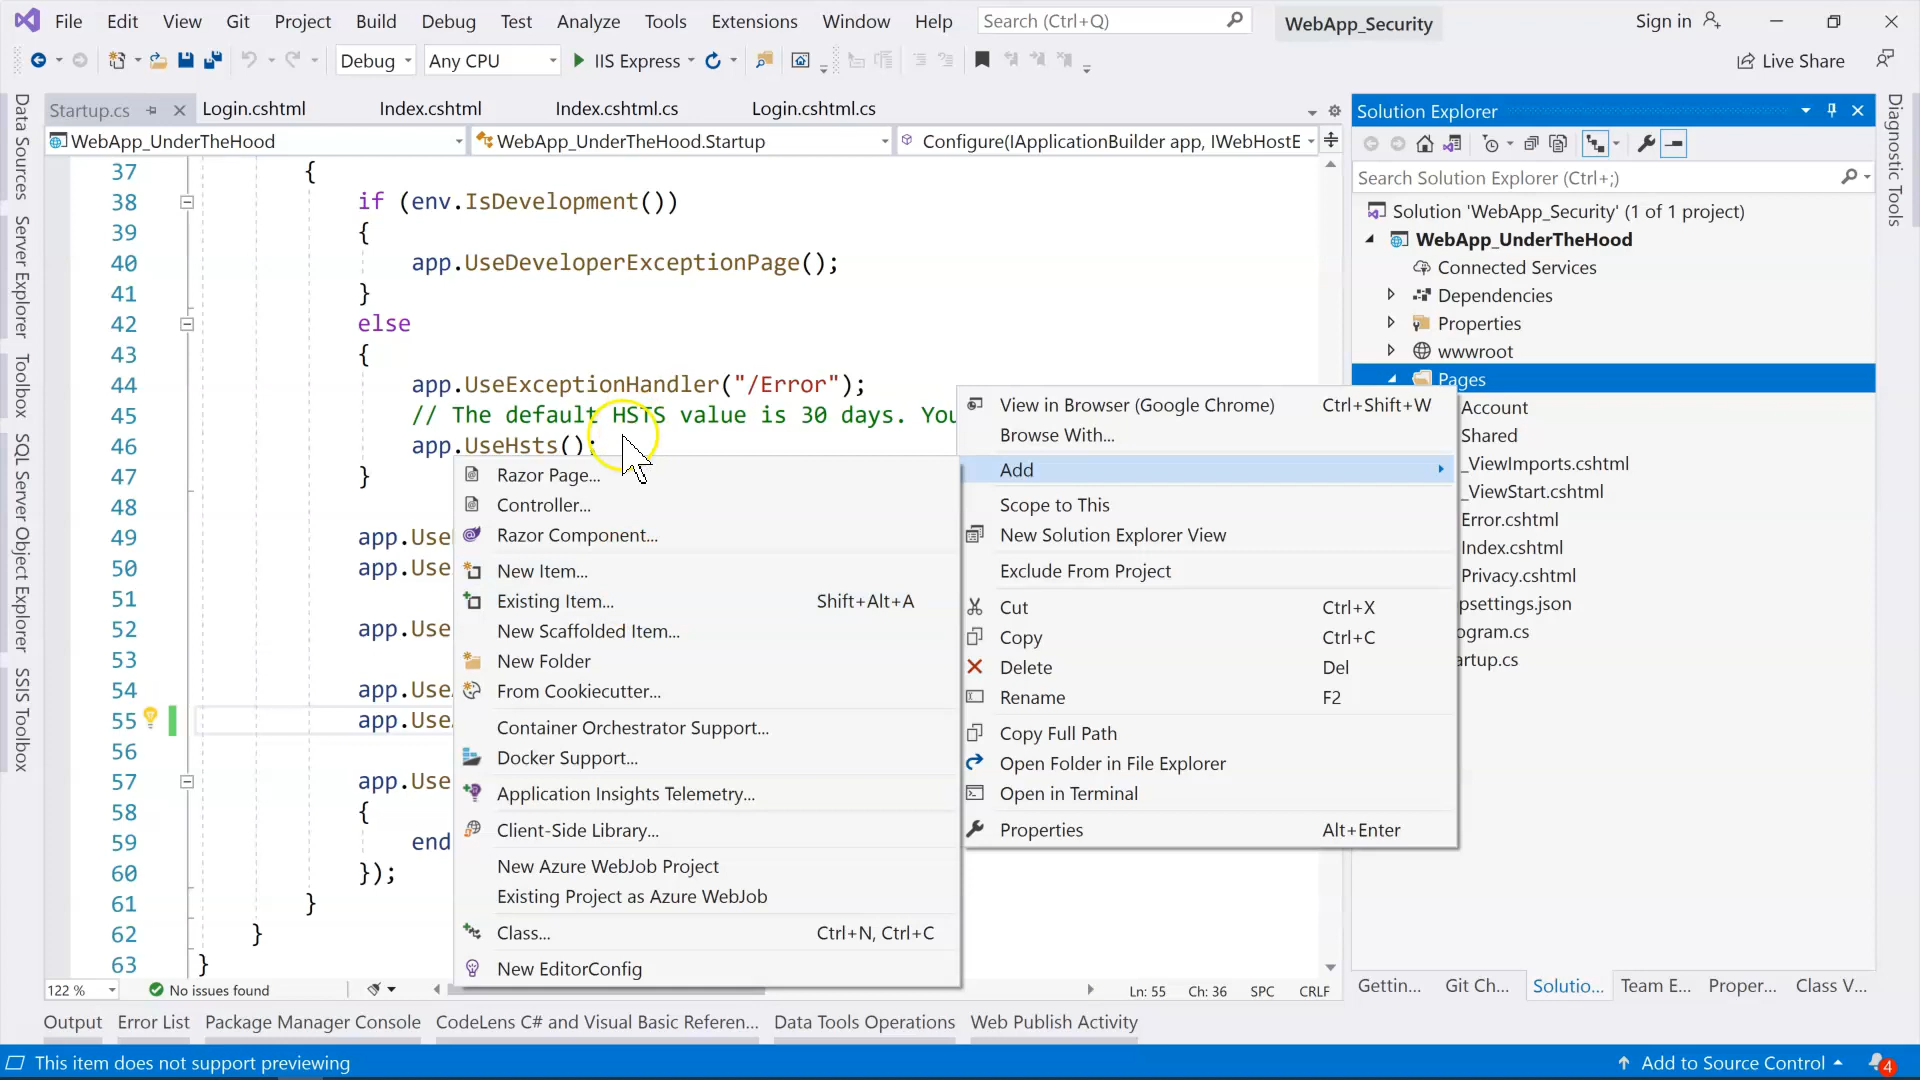 File Edit View Git Project Build Debug Test Analyze Tools Extensions Window Help Search (Ctrl+Q) WebApp_Security Sign in
Debug Any CPU IIS Express Live Share
Startup.cs Login.cshtml Index.cshtml Index.cshtml.cs Login.cshtml.cs
WebApp_UnderTheHood WebApp_UnderTheHood.Startup Configure(IApplicationBuilder app, IWebHostE
37 {
38 if (env.IsDevelopment())
39 {
40 app.UseDeveloperExceptionPage();
41 }
42 else
43 {
44 app.UseExceptionHandler("/Error");
45 // The default HSTS value is 30 days. You
46 app.UseHsts();
47 }
48
49 app.Use
50 app.Use
51
52 app.Use
53
54 app.Use
55 app.Use
56
57 app.Use
58 {
59 end
60 });
61 }
62 }
63 }
Razor Page...
Controller...
Razor Component...
New Item...
Existing Item... Shift+Alt+A
New Scaffolded Item...
New Folder
From Cookiecutter...
Container Orchestrator Support...
Docker Support...
Application Insights Telemetry...
Client-Side Library...
New Azure WebJob Project
Existing Project as Azure WebJob
Class... Ctrl+N, Ctrl+C
New EditorConfig
View in Browser (Google Chrome) Ctrl+Shift+W
Browse With...
Add
Scope to This
New Solution Explorer View
Exclude From Project
Cut Ctrl+X
Copy Ctrl+C
Delete Del
Rename F2
Copy Full Path
Open Folder in File Explorer
Open in Terminal
Properties Alt+Enter
Solution Explorer
Search Solution Explorer (Ctrl+;)
Solution 'WebApp_Security' (1 of 1 project)
WebApp_UnderTheHood
Connected Services
Dependencies
Properties
wwwroot
Pages
Account
Shared
_ViewImports.cshtml
_ViewStart.cshtml
Error.cshtml
Index.cshtml
Privacy.cshtml
psettings.json
ogram.cs
artup.cs
Data Sources
Server Explorer
Toolbox
SQL Server Object Explorer
SSIS Toolbox
Diagnostic Tools
122 % No issues found Ln: 55 Ch: 36 SPC CRLF
Gettin... Git Ch... Solutio... Team E... Proper... Class V...
Output Error List Package Manager Console CodeLens C# and Visual Basic Referen... Data Tools Operations Web Publish Activity
This item does not support previewing Add to Source Control 4